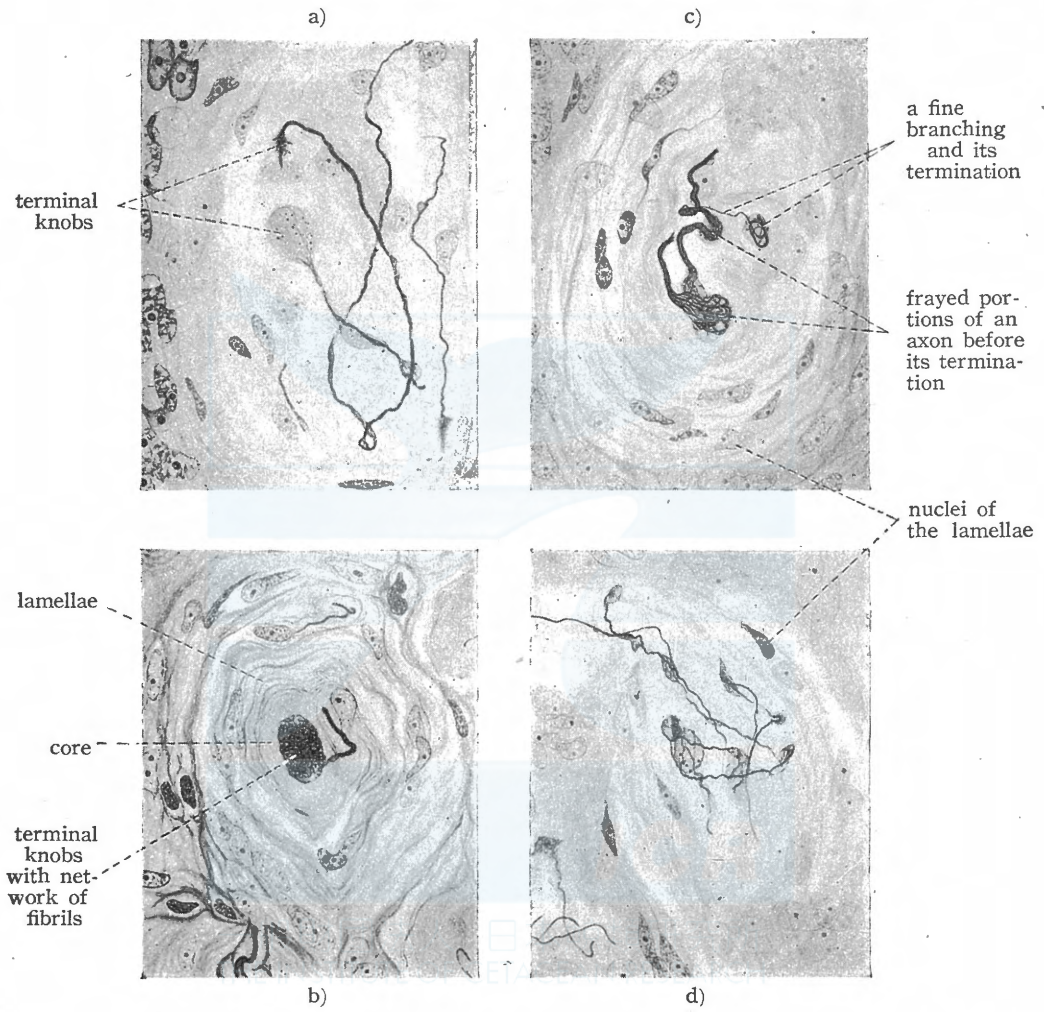 a)
c)
terminal
knobs
a fine
branching
and its
termination
frayed por-
tions of an
axon before
its termina-
tion
nuclei of
the lamellae
lamellae
core
terminal
knobs
with net-
work of
fibrils
b)
d)